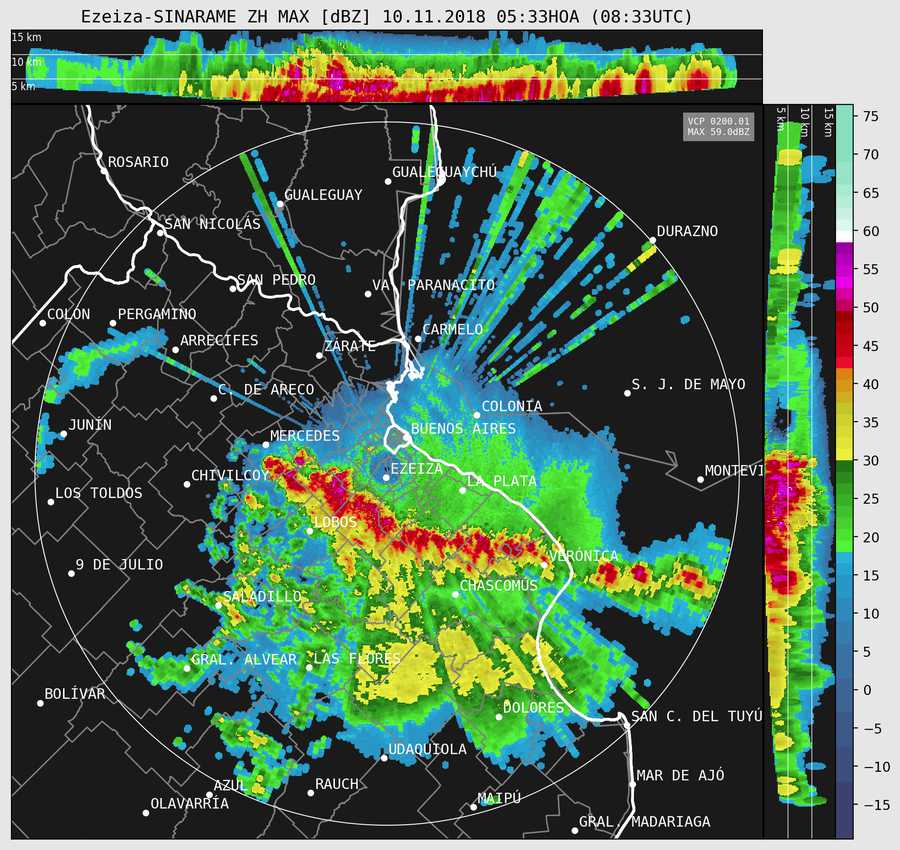 Ezeiza-SINARAME ZH MAX [dBZ] 10.11.2018 05:33HOA (08:33UTC)
15 km
10 km
5 km
5 km
10 km
15 km
VCP 0200.01
MAX 59.0dBZ
ROSARIO
GUALEGUAYCHÚ
GUALEGUAY
SAN NICOLÁS
DURAZNO
SAN PEDRO
VA. PARANACITO
COLÓN
PERGAMINO
CARMELO
ARRECIFES
ZÁRATE
C. DE ARECO
S. J. DE MAYO
COLONIA
JUNÍN
BUENOS AIRES
MERCEDES
EZEIZA
MONTEVI
CHIVILCOY
LA PLATA
LOS TOLDOS
LOBOS
VERÓNICA
9 DE JULIO
CHASCOMÚS
SALADILLO
GRAL. ALVEAR
LAS FLORES
BOLÍVAR
DOLORES
SAN C. DEL TUYÚ
UDAQUIOLA
MAR DE AJÓ
AZUL
RAUCH
OLAVARRÍA
MAIPÚ
GRAL. MADARIAGA
75
70
65
60
55
50
45
40
35
30
25
20
15
10
5
0
−5
−10
−15